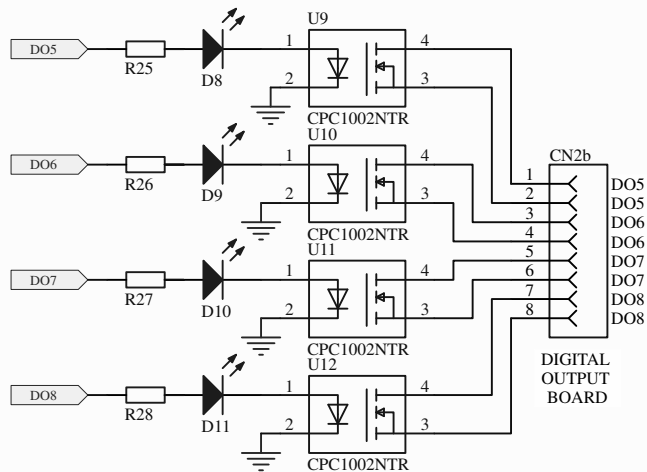 U9
DO5
R25
D8
1
2
4
3
CPC1002NTR
U10
DO6
R26
D9
1
2
4
3
CPC1002NTR
U11
DO7
R27
D10
1
2
4
3
CPC1002NTR
U12
DO8
R28
D11
1
2
4
3
CPC1002NTR
CN2b
1 DO5
2 DO5
3 DO6
4 DO6
5 DO7
6 DO7
7 DO8
8 DO8
DIGITAL
OUTPUT
BOARD